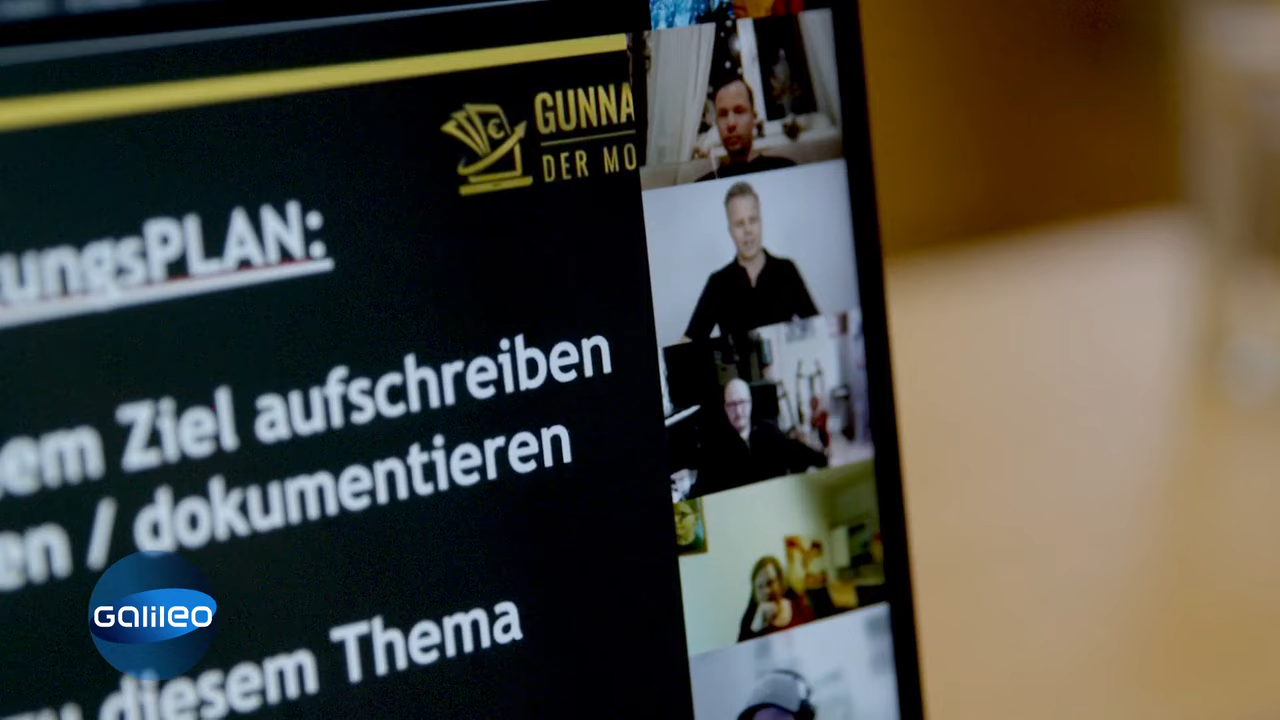 GUNNA
DER MO
ungsPLAN:
em Ziel aufschreiben
en / dokumentieren
diesem Thema
Galileo